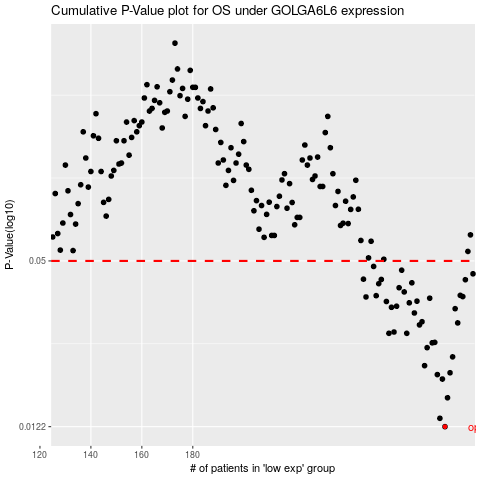 Cumulative P-Value plot for OS under GOLGA6L6 expression
P-Value(log10)
0.05
0.0122
op
120 140 160 180
# of patients in 'low exp' group